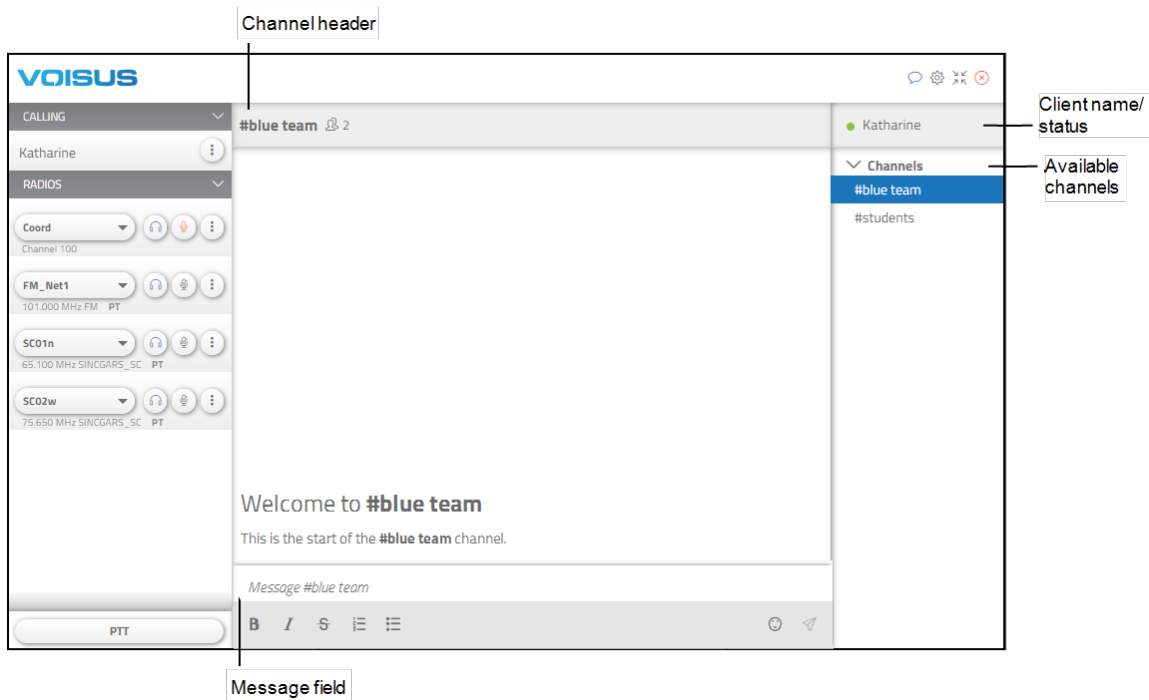 Channel header
VOISUS
CALLING
Katharine
RADIOS
Coord
Channel 100
FM_Net1
101.000 MHz FM PT
SC01n
65.100 MHz SINCGARS_SC PT
SC02w
75.650 MHz SINCGARS_SC PT
PTT
#blue team 2
Welcome to #blue team
This is the start of the #blue team channel.
Message #blue team
B I S
Katharine
Channels
#blue team
#students
Client name/
status
Available
channels
Message field